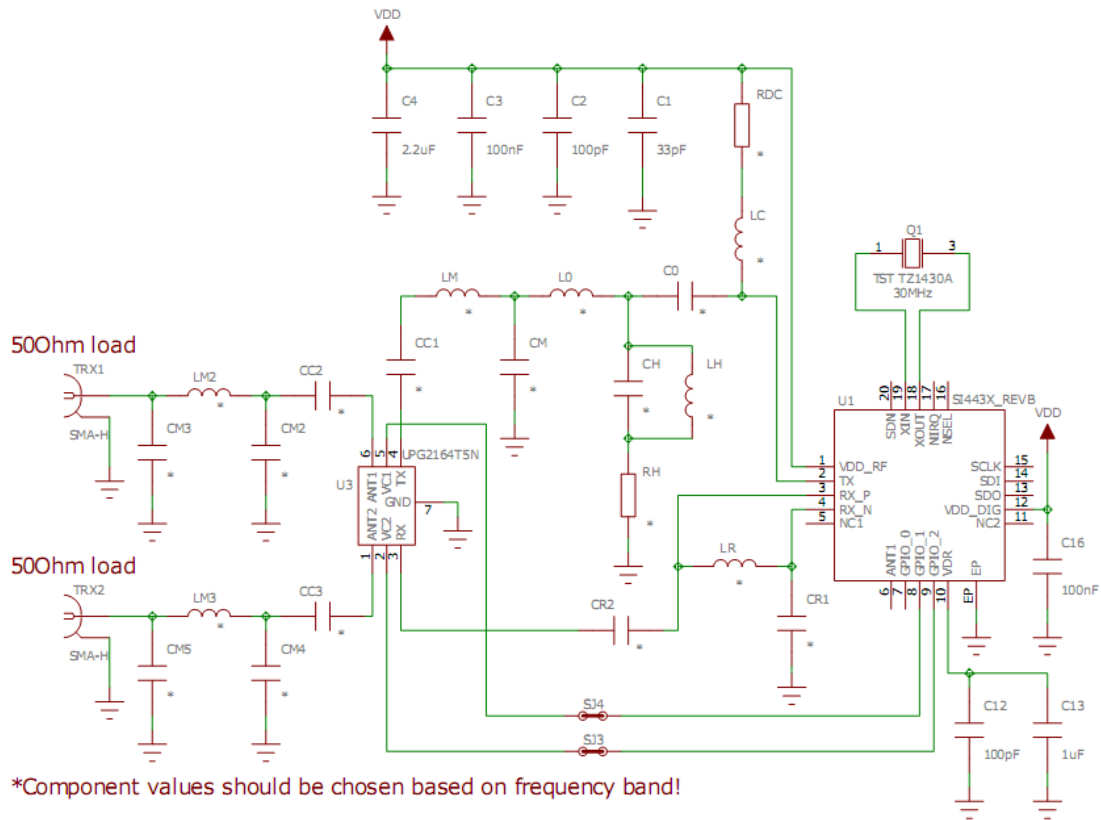 VDD
C4
2.2uF
C3
100nF
C2
100pF
C1
33pF
RDC
*
LC
*
Q1
1
3
TST TZ1430A
30MHz
LM
*
L0
*
C0
*
CC1
*
CM
*
CH
*
LH
*
RH
*
50Ohm load
TRX1
SMA-H
LM2
*
CC2
*
CM3
*
CM2
*
UPG2164T5N
U3
6 5 4
ANT1 VC1 TX
GND
7
ANT2 VC2 RX
1 2 3
50Ohm load
TRX2
SMA-H
LM3
*
CC3
*
CM5
*
CM4
*
CR2
*
LR
*
CR1
*
SJ4
SJ3
U1
SI443X_REVB
20 19 18 17 16
SDN XIN XOUT NIRQ NSEL
1 VDD_RF
2 TX
3 RX_P
4 RX_N
5 NC1
SCLK 15
SDI 14
SDO 13
VDD_DIG 12
NC2 11
ANT1 GPIO_0 GPIO_1 GPIO_2 VDR EP
6 7 8 9 10 EP
VDD
C16
100nF
C12
100pF
C13
1uF
*Component values should be chosen based on frequency band!